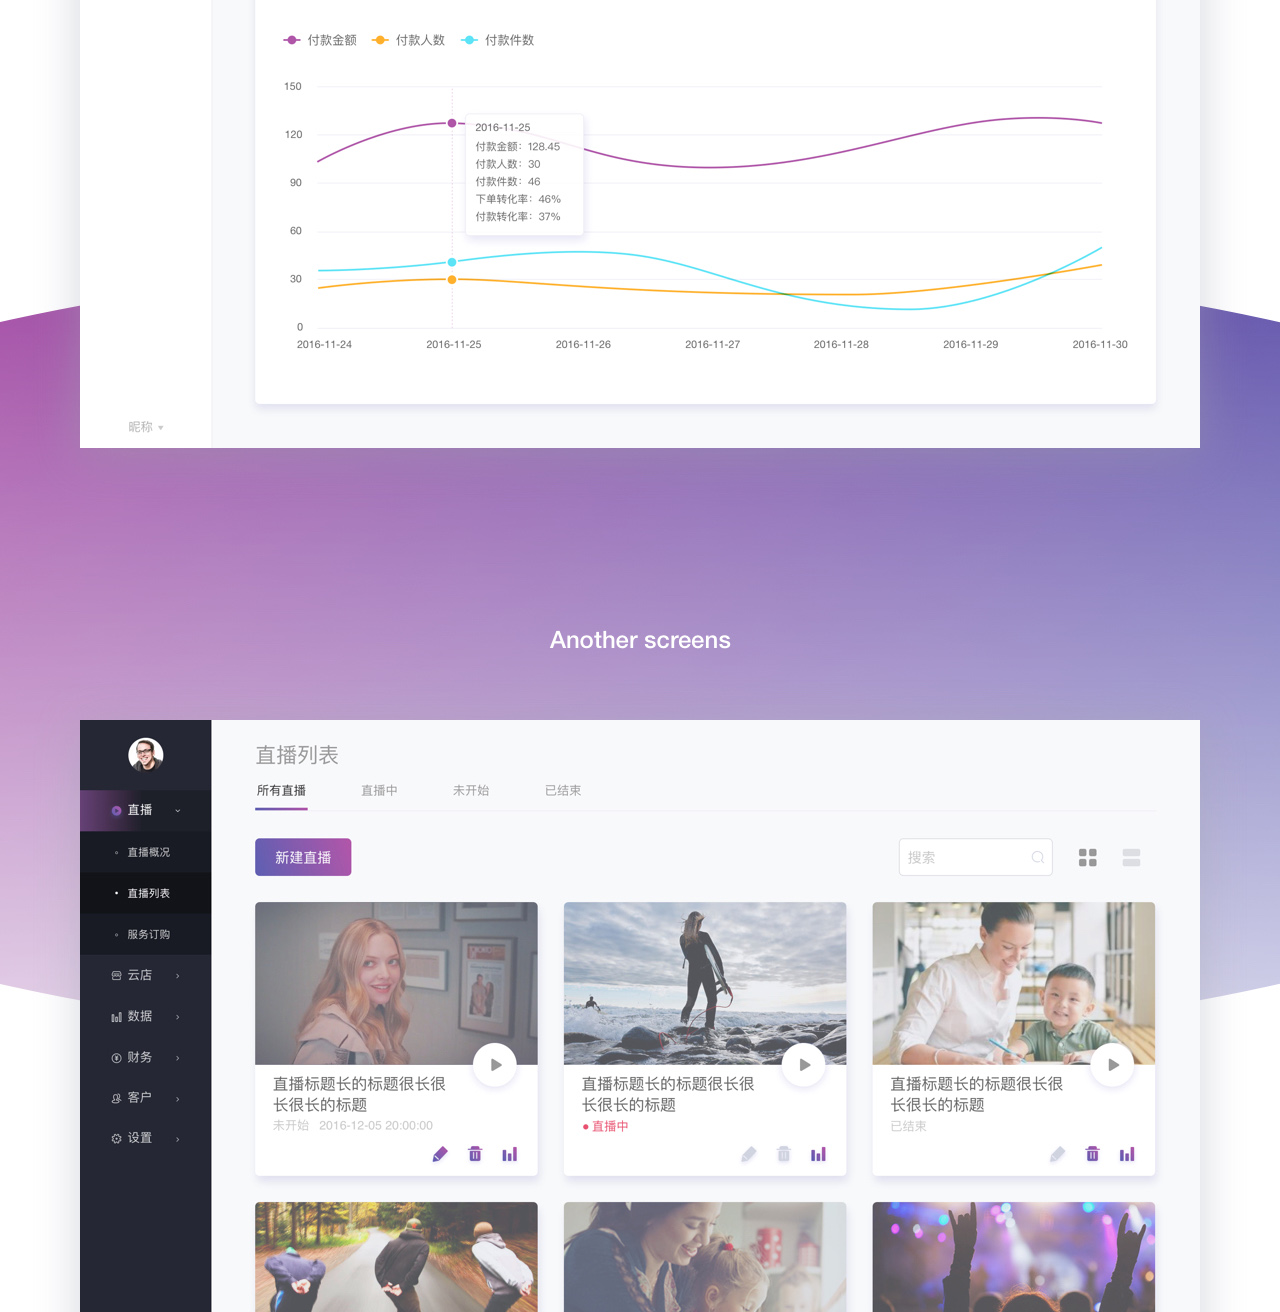 付款金额 付款人数 付款件数
150
120
90
60
30
0
2016-11-25
付款金额：128.45
付款人数：30
付款件数：46
下单转化率：46%
付款转化率：37%
2016-11-24 2016-11-25 2016-11-26 2016-11-27 2016-11-28 2016-11-29 2016-11-30
昵称
Another screens
直播
直播概况
直播列表
服务订购
云店
数据
财务
客户
设置
直播列表
所有直播 直播中 未开始 已结束
新建直播 搜索
直播标题长的标题很长很
长很长的标题
未开始 2016-12-05 20:00:00
直播标题长的标题很长很
长很长的标题
直播中
直播标题长的标题很长很
长很长的标题
已结束